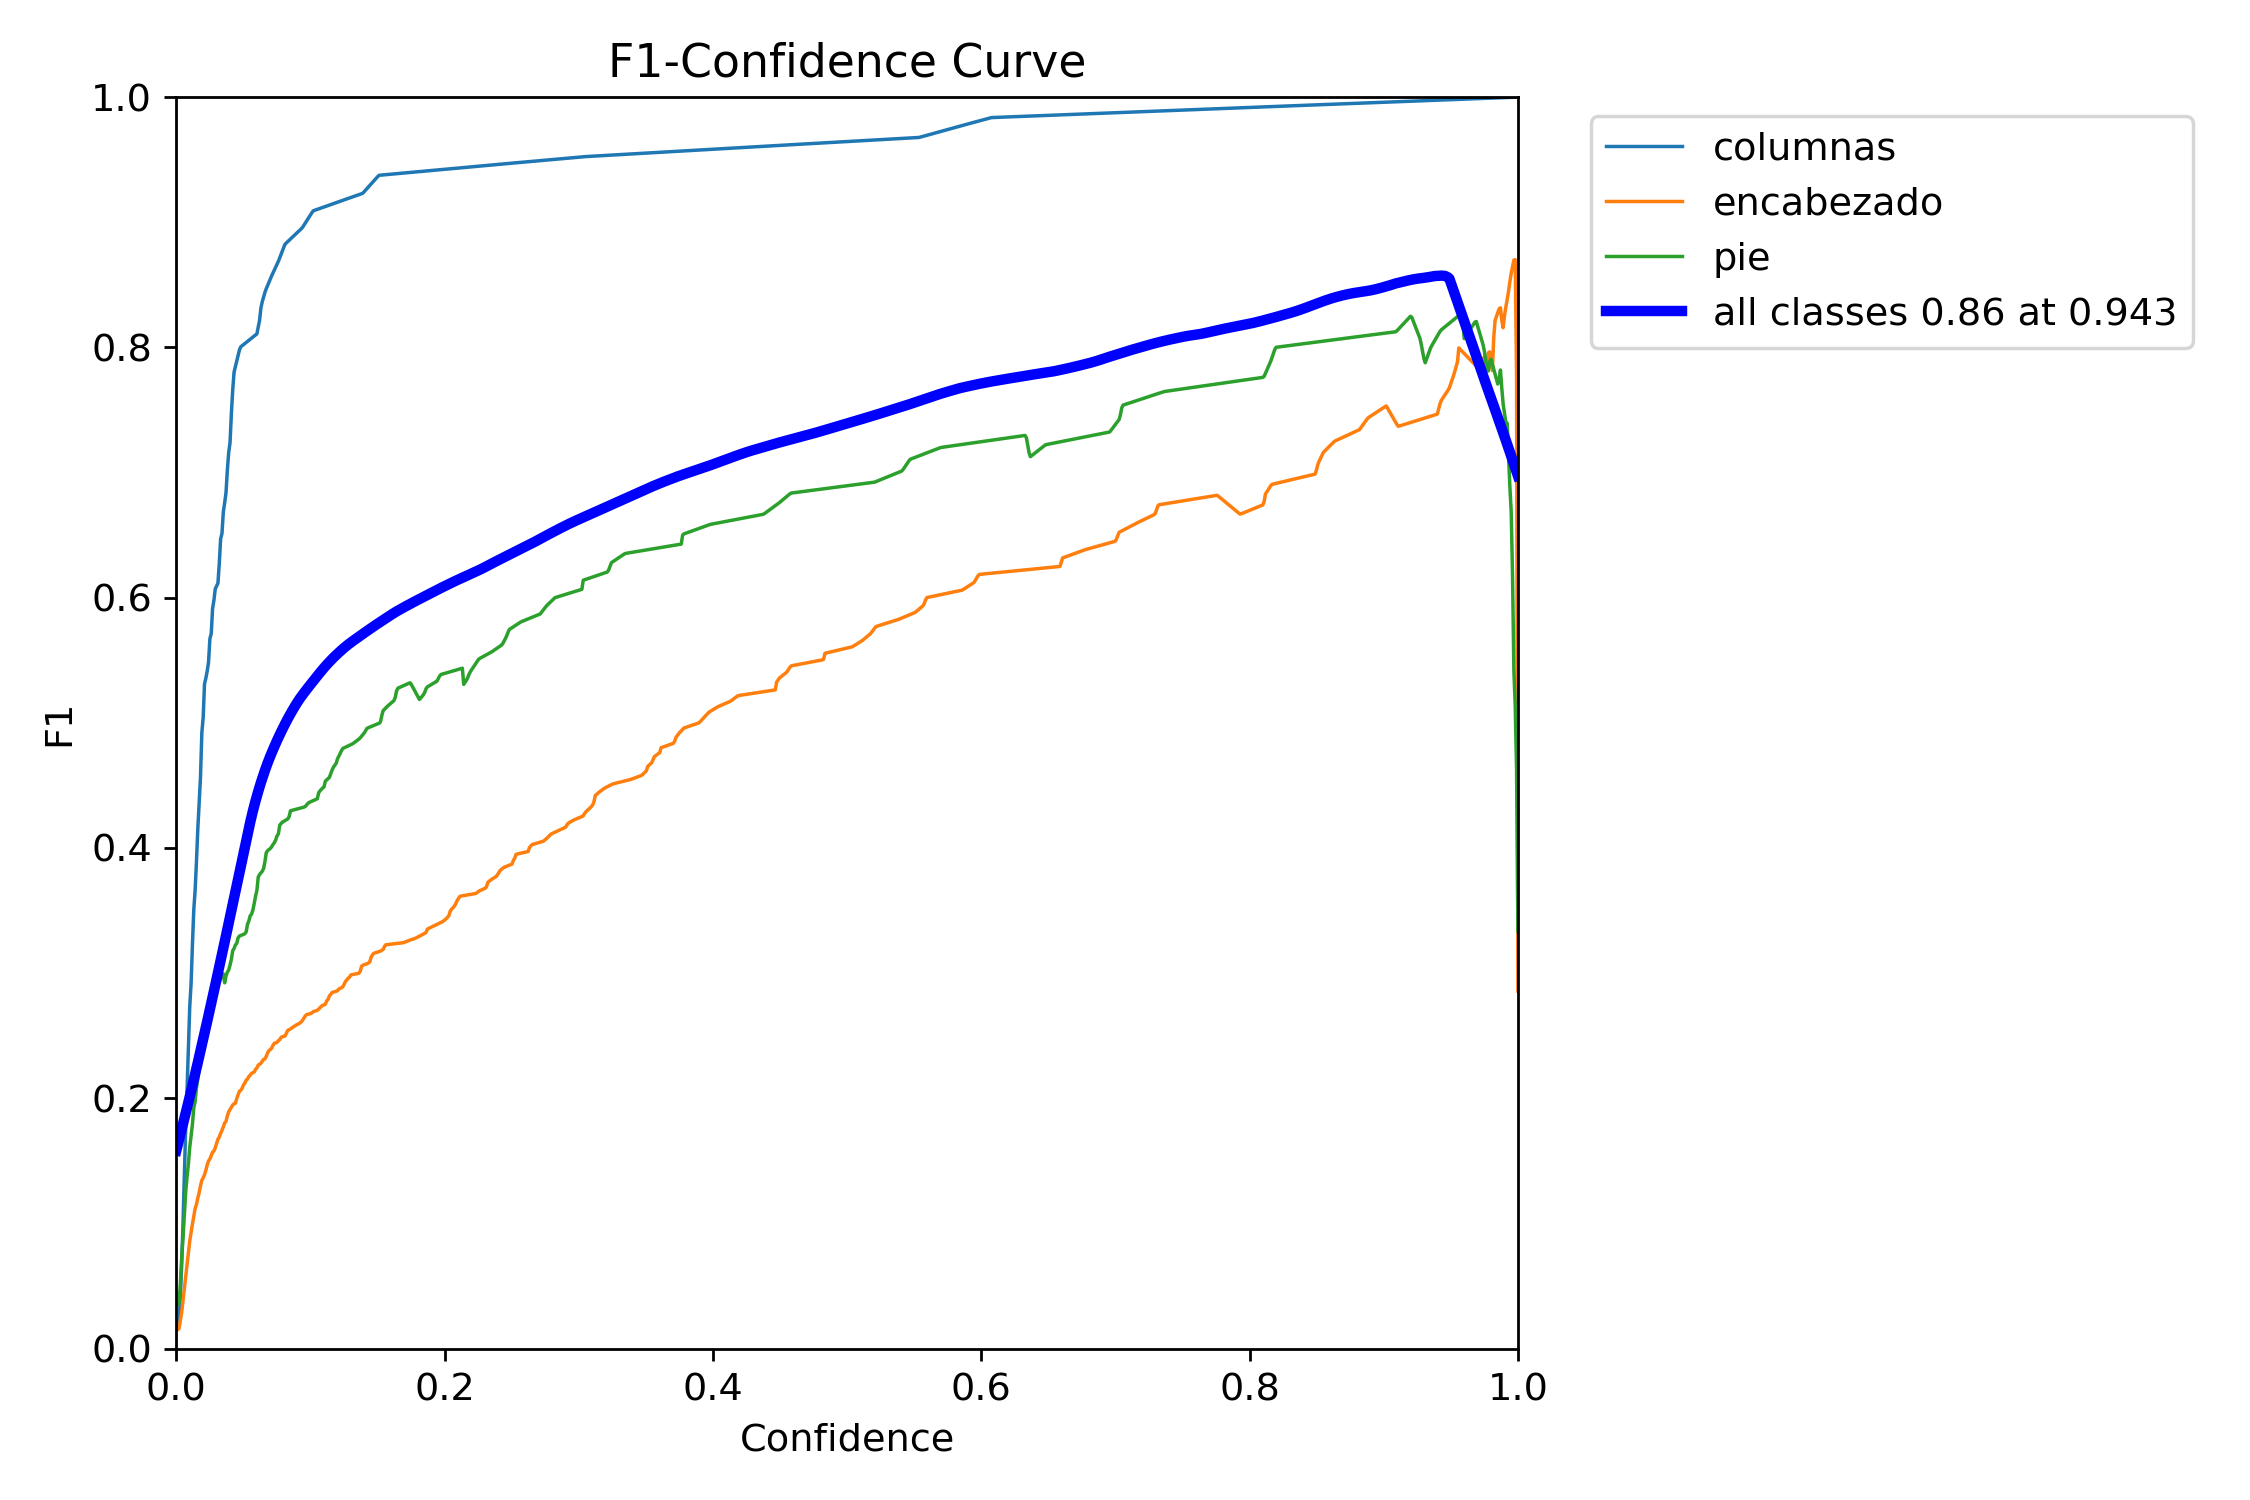 F1-Confidence Curve
1.0
0.8
0.6
0.4
0.2
0.0
F1
0.0 0.2 0.4 0.6 0.8 1.0
Confidence
columnas
encabezado
pie
all classes 0.86 at 0.943